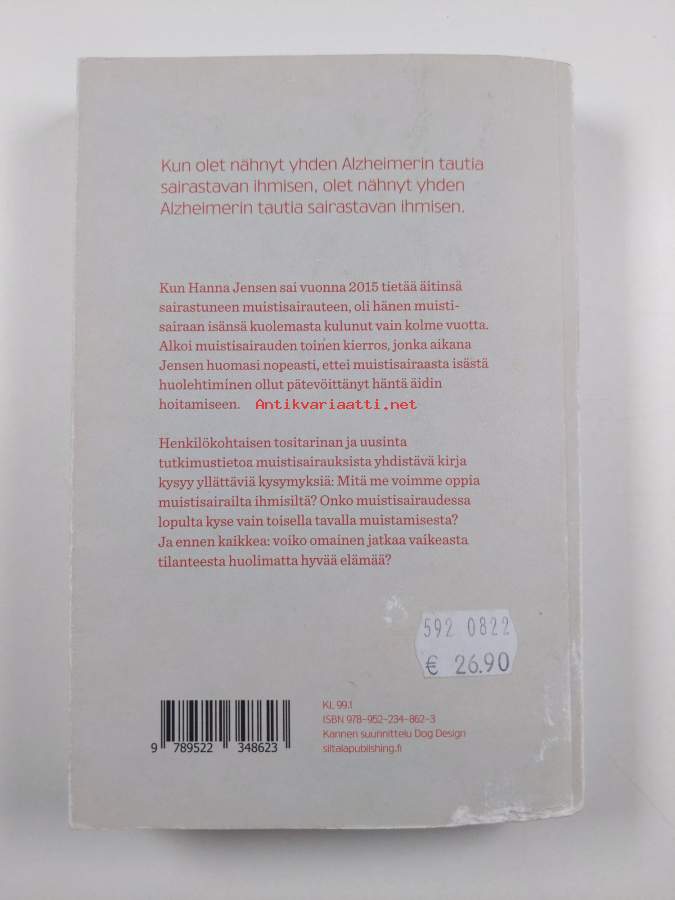 Kun olet nähnyt yhden Alzheimerin tautia
sairastavan ihmisen, olet nähnyt yhden
Alzheimerin tautia sairastavan ihmisen.
Kun Hanna Jensen sai vuonna 2015 tietää äitinsä
sairastuneen muistisairauteen, oli hänen muisti-
sairaan isänsä kuolemasta kulunut vain kolme vuotta.
Alkoi muistisairauden toinen kierros, jonka aikana
Jensen huomasi nopeasti, ettei muistisairaasta isästä
huolehtiminen ollut pätevöittänyt häntä äidin
hoitamiseen.
Antikvariaatti.net
Henkilökohtaisen tositarinan ja uusinta
tutkimustietoa muistisairauksista yhdistävä kirja
kysyy yllättäviä kysymyksiä: Mitä me voimme oppia
muistisairailta ihmisiltä? Onko muistisairaudessa
lopulta kyse vain toisella tavalla muistamisesta?
Ja ennen kaikkea: voiko omainen jatkaa vaikeasta
tilanteesta huolimatta hyvää elämää?
592 0822
€ 26.90
KL 99.1
ISBN 978-952-234-862-3
Kannen suunnittelu Dog Design
siltalapublishing.fi
9 789522 348623